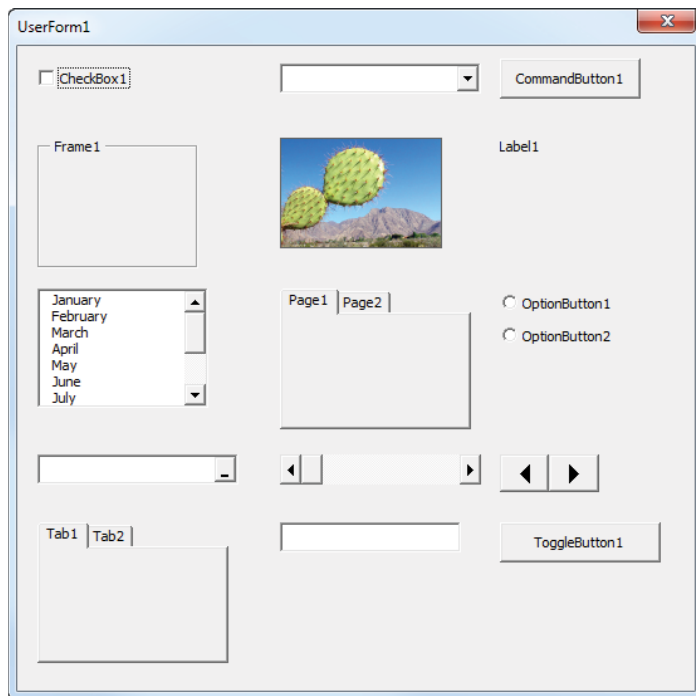 UserForm1
CheckBox1
CommandButton1
Frame1
Label1
January
February
March
April
May
June
July
Page1 Page2
OptionButton1
OptionButton2
Tab1 Tab2
ToggleButton1